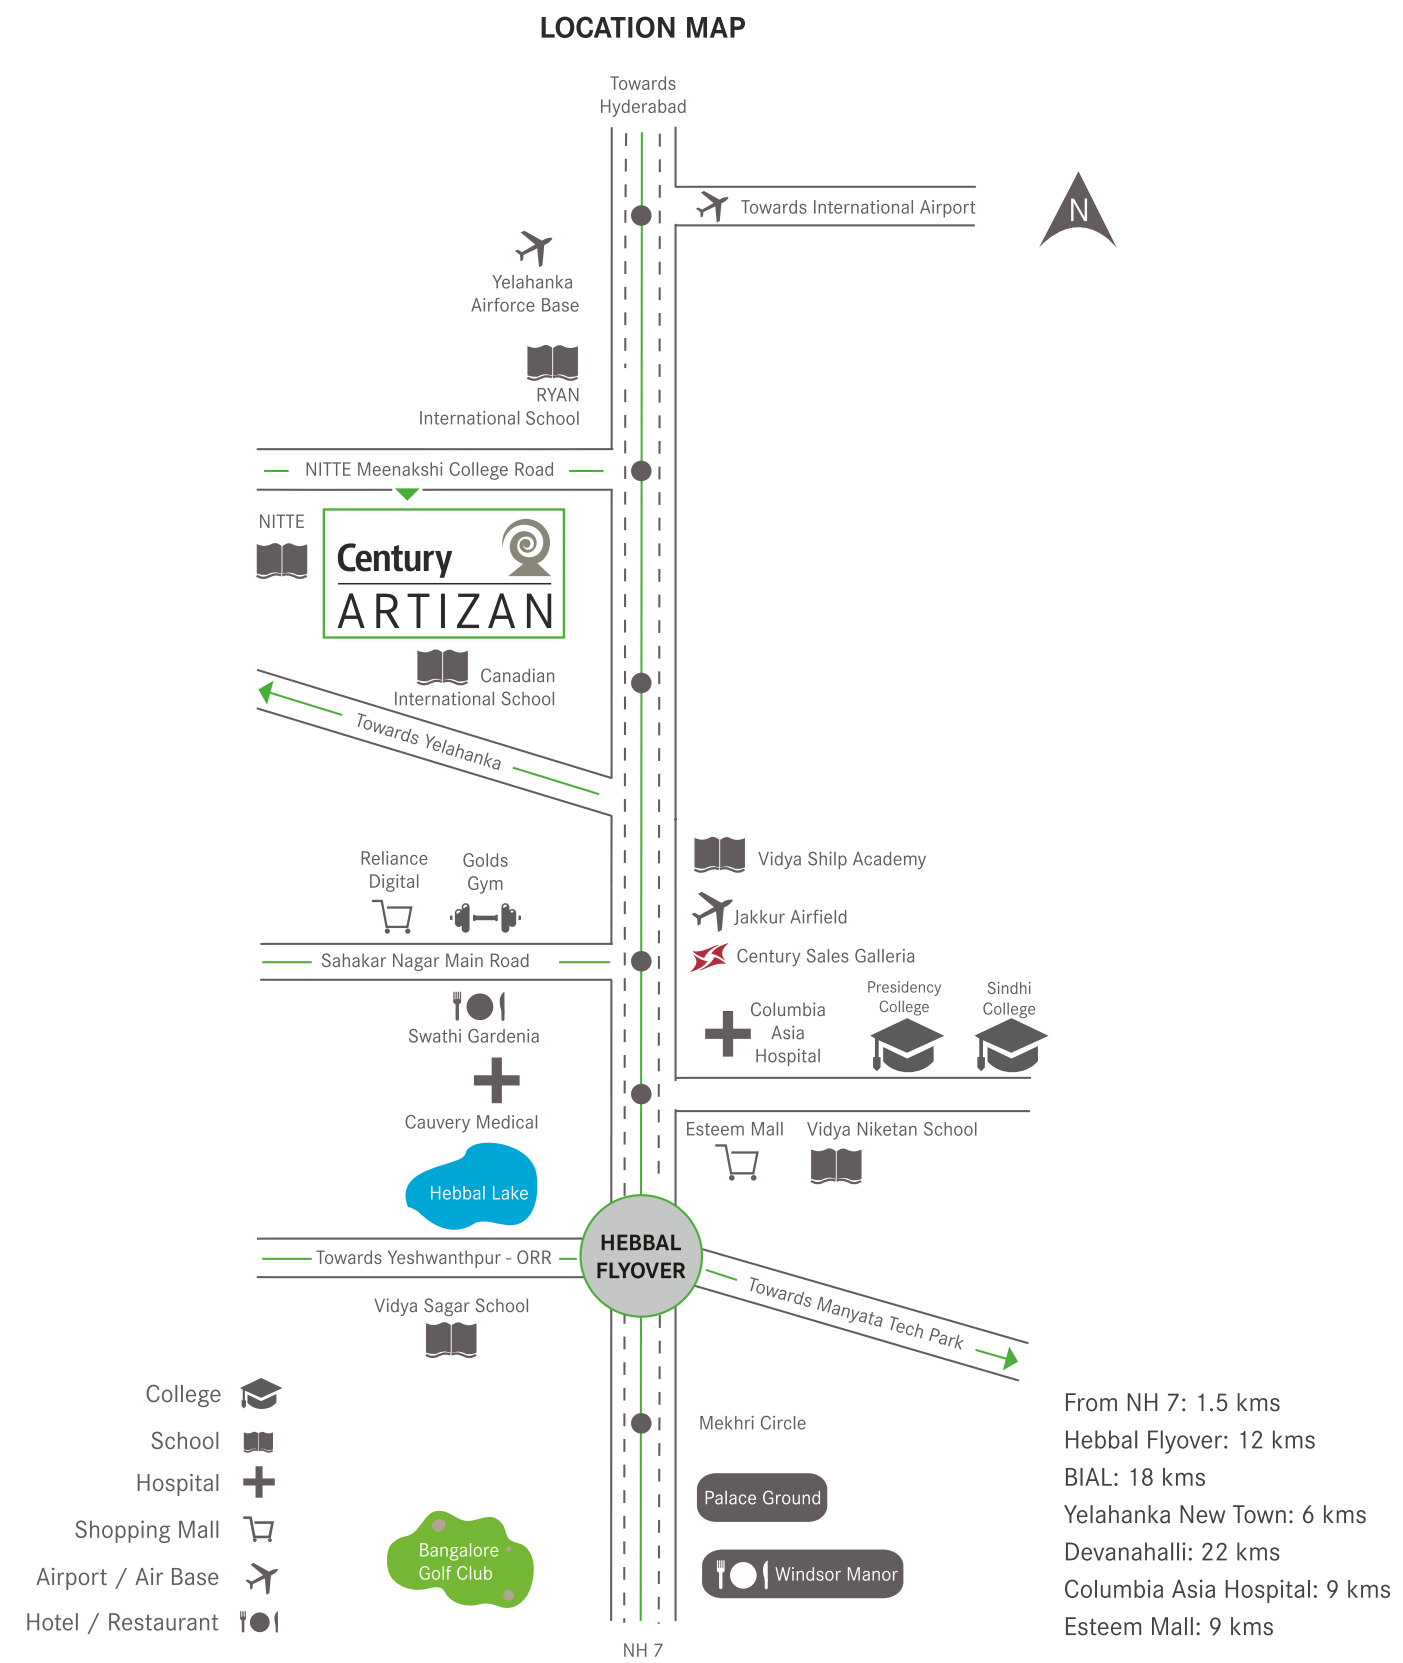 LOCATION MAP
Towards
Hyderabad
Towards International Airport
N
Yelahanka
Airforce Base
RYAN
International School
NITTE Meenakshi College Road
NITTE
Century
ARTIZAN
Canadian
International School
Towards Yelahanka
Reliance
Digital
Golds
Gym
Vidya Shilp Academy
Jakkur Airfield
Sahakar Nagar Main Road
Century Sales Galleria
Presidency
College
Sindhi
College
Columbia
Asia
Hospital
Swathi Gardenia
Cauvery Medical
Esteem Mall
Vidya Niketan School
Hebbal Lake
HEBBAL
FLYOVER
Towards Yeshwanthpur - ORR
Towards Manyata Tech Park
Vidya Sagar School
Mekhri Circle
Palace Ground
Bangalore
Golf Club
Windsor Manor
NH 7
College
School
Hospital
Shopping Mall
Airport / Air Base
Hotel / Restaurant
From NH 7: 1.5 kms
Hebbal Flyover: 12 kms
BIAL: 18 kms
Yelahanka New Town: 6 kms
Devanahalli: 22 kms
Columbia Asia Hospital: 9 kms
Esteem Mall: 9 kms